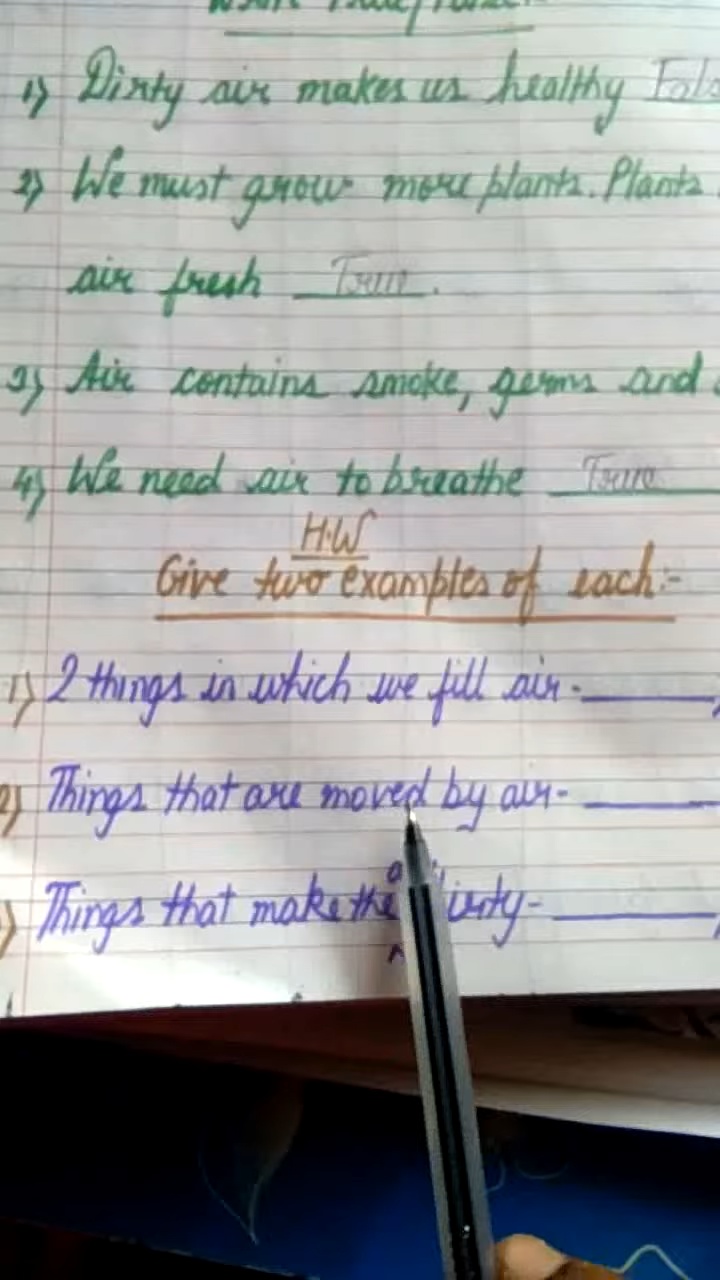 1) Dirty air makes us healthy
2) We must grow more plants. Plants
air fresh True.
3) Air contains smoke, germs and
4) We need air to breathe True
H.W
Give two examples of each:-
1) 2 things in which we fill air-
2) Things that are moved by air-
Things that make the